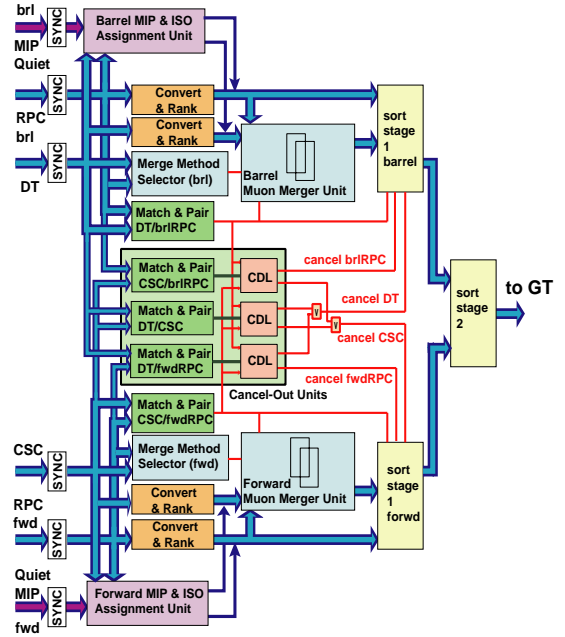 brl
MIP
Quiet
SYNC
Barrel MIP & ISO
Assignment Unit
RPC
brl
SYNC
Convert
& Rank
Convert
& Rank
sort
stage
1
barrel
DT
SYNC
Merge Method
Selector (brl)
Barrel
Muon Merger Unit
Match & Pair
DT/brlRPC
Match & Pair
CSC/brlRPC
CDL
cancel brlRPC
cancel DT
Match & Pair
DT/CSC
CDL
V
V
cancel CSC
Match & Pair
DT/fwdRPC
CDL
cancel fwdRPC
Cancel-Out Units
sort
stage
2
to GT
Match & Pair
CSC/fwdRPC
CSC
SYNC
Merge Method
Selector (fwd)
Forward
Muon Merger Unit
sort
stage
1
forwd
RPC
fwd
SYNC
Convert
& Rank
Convert
& Rank
Quiet
MIP
fwd
SYNC
Forward MIP & ISO
Assignment Unit